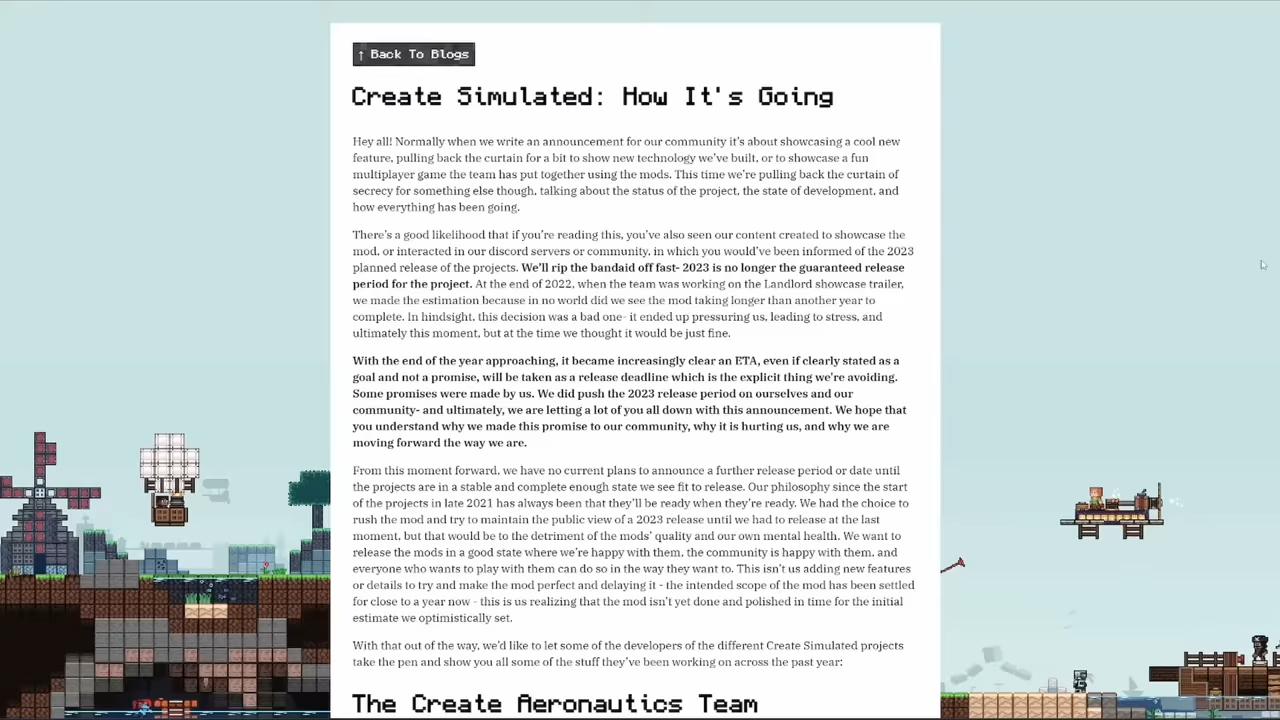 ↑ Back To Blogs
Create Simulated: How It's Going
Hey all! Normally when we write an announcement for our community it's about showcasing a cool new
feature, pulling back the curtain for a bit to show new technology we've built, or to showcase a fun
multiplayer game the team has put together using the mods. This time we're pulling back the curtain of
secrecy for something else though, talking about the status of the project, the state of development, and
how everything has been going.
There's a good likelihood that if you're reading this, you've also seen our content created to showcase the
mod, or interacted in our discord servers or community, in which you would've been informed of the 2023
planned release of the projects. We'll rip the bandaid off fast- 2023 is no longer the guaranteed release
period for the project. At the end of 2022, when the team was working on the Landlord showcase trailer,
we made the estimation because in no world did we see the mod taking longer than another year to
complete. In hindsight, this decision was a bad one- it ended up pressuring us, leading to stress, and
ultimately this moment, but at the time we thought it would be just fine.
With the end of the year approaching, it became increasingly clear an ETA, even if clearly stated as a
goal and not a promise, will be taken as a release deadline which is the explicit thing we're avoiding.
Some promises were made by us. We did push the 2023 release period on ourselves and our
community- and ultimately, we are letting a lot of you all down with this announcement. We hope that
you understand why we made this promise to our community, why it is hurting us, and why we are
moving forward the way we are.
From this moment forward, we have no current plans to announce a further release period or date until
the projects are in a stable and complete enough state we see fit to release. Our philosophy since the start
of the projects in late 2021 has always been that they'll be ready when they're ready. We had the choice to
rush the mod and try to maintain the public view of a 2023 release until we had to release at the last
moment, but that would be to the detriment of the mods' quality and our own mental health. We want to
release the mods in a good state where we're happy with them, the community is happy with them, and
everyone who wants to play with them can do so in the way they want to. This isn't us adding new features
or details to try and make the mod perfect and delaying it - the intended scope of the mod has been settled
for close to a year now - this is us realizing that the mod isn't yet done and polished in time for the initial
estimate we optimistically set.
With that out of the way, we'd like to let some of the developers of the different Create Simulated projects
take the pen and show you all some of the stuff they've been working on across the past year:
The Create Aeronautics Team